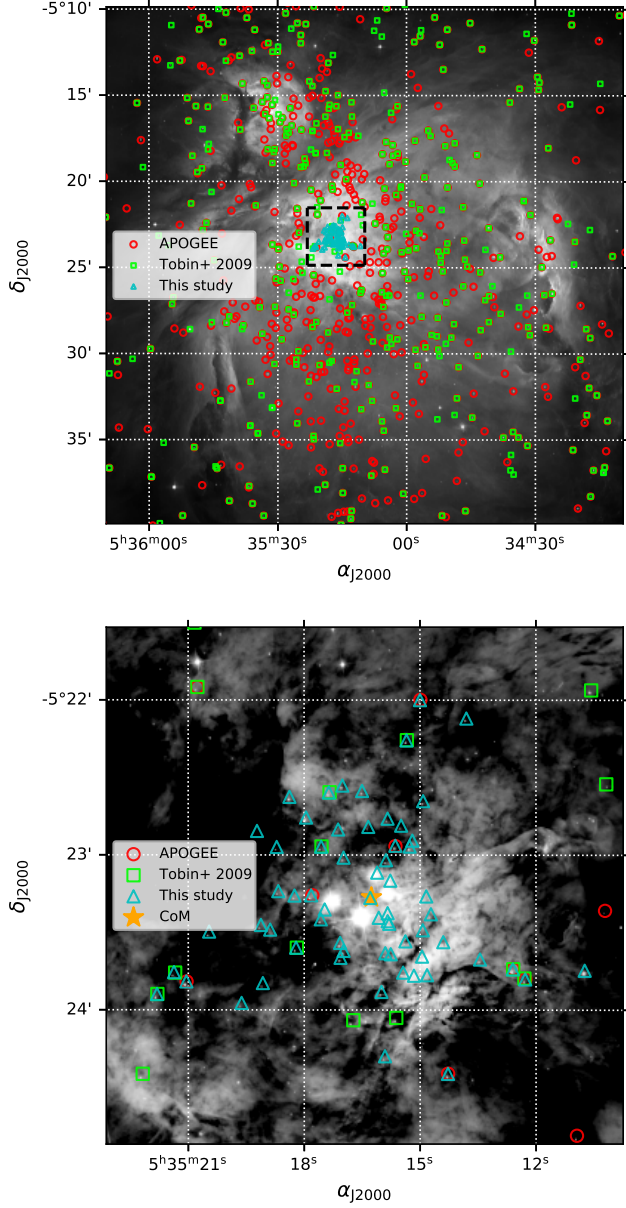 -5°10'
15'
20'
25'
30'
35'
δJ2000
APOGEE
Tobin+ 2009
This study
5h36m00s
35m30s
00s
34m30s
αJ2000
-5°22'
23'
24'
δJ2000
APOGEE
Tobin+ 2009
This study
CoM
5h35m21s
18s
15s
12s
αJ2000